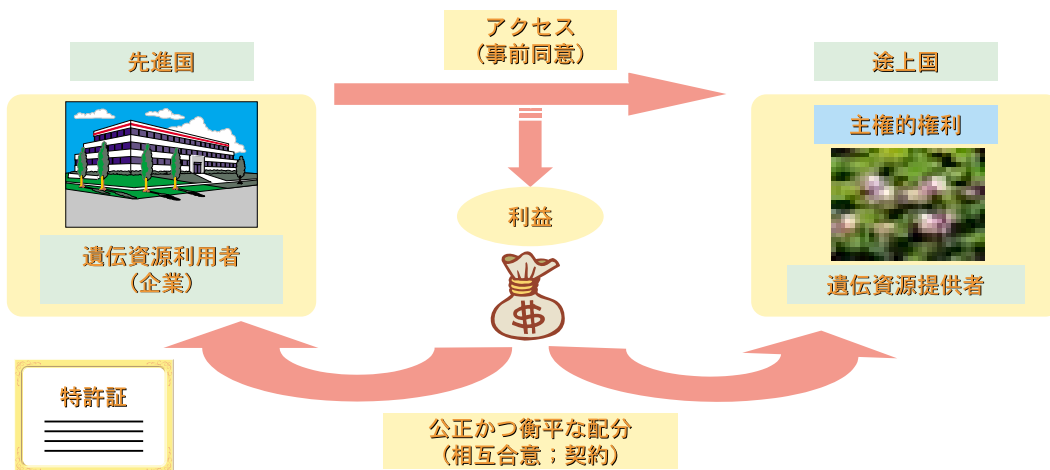 アクセス
(事前同意)
先進国
途上国
主権的権利
利益
遺伝資源利用者
(企業)
遺伝資源提供者
$
特許証
公正かつ衡平な配分
(相互合意;契約)